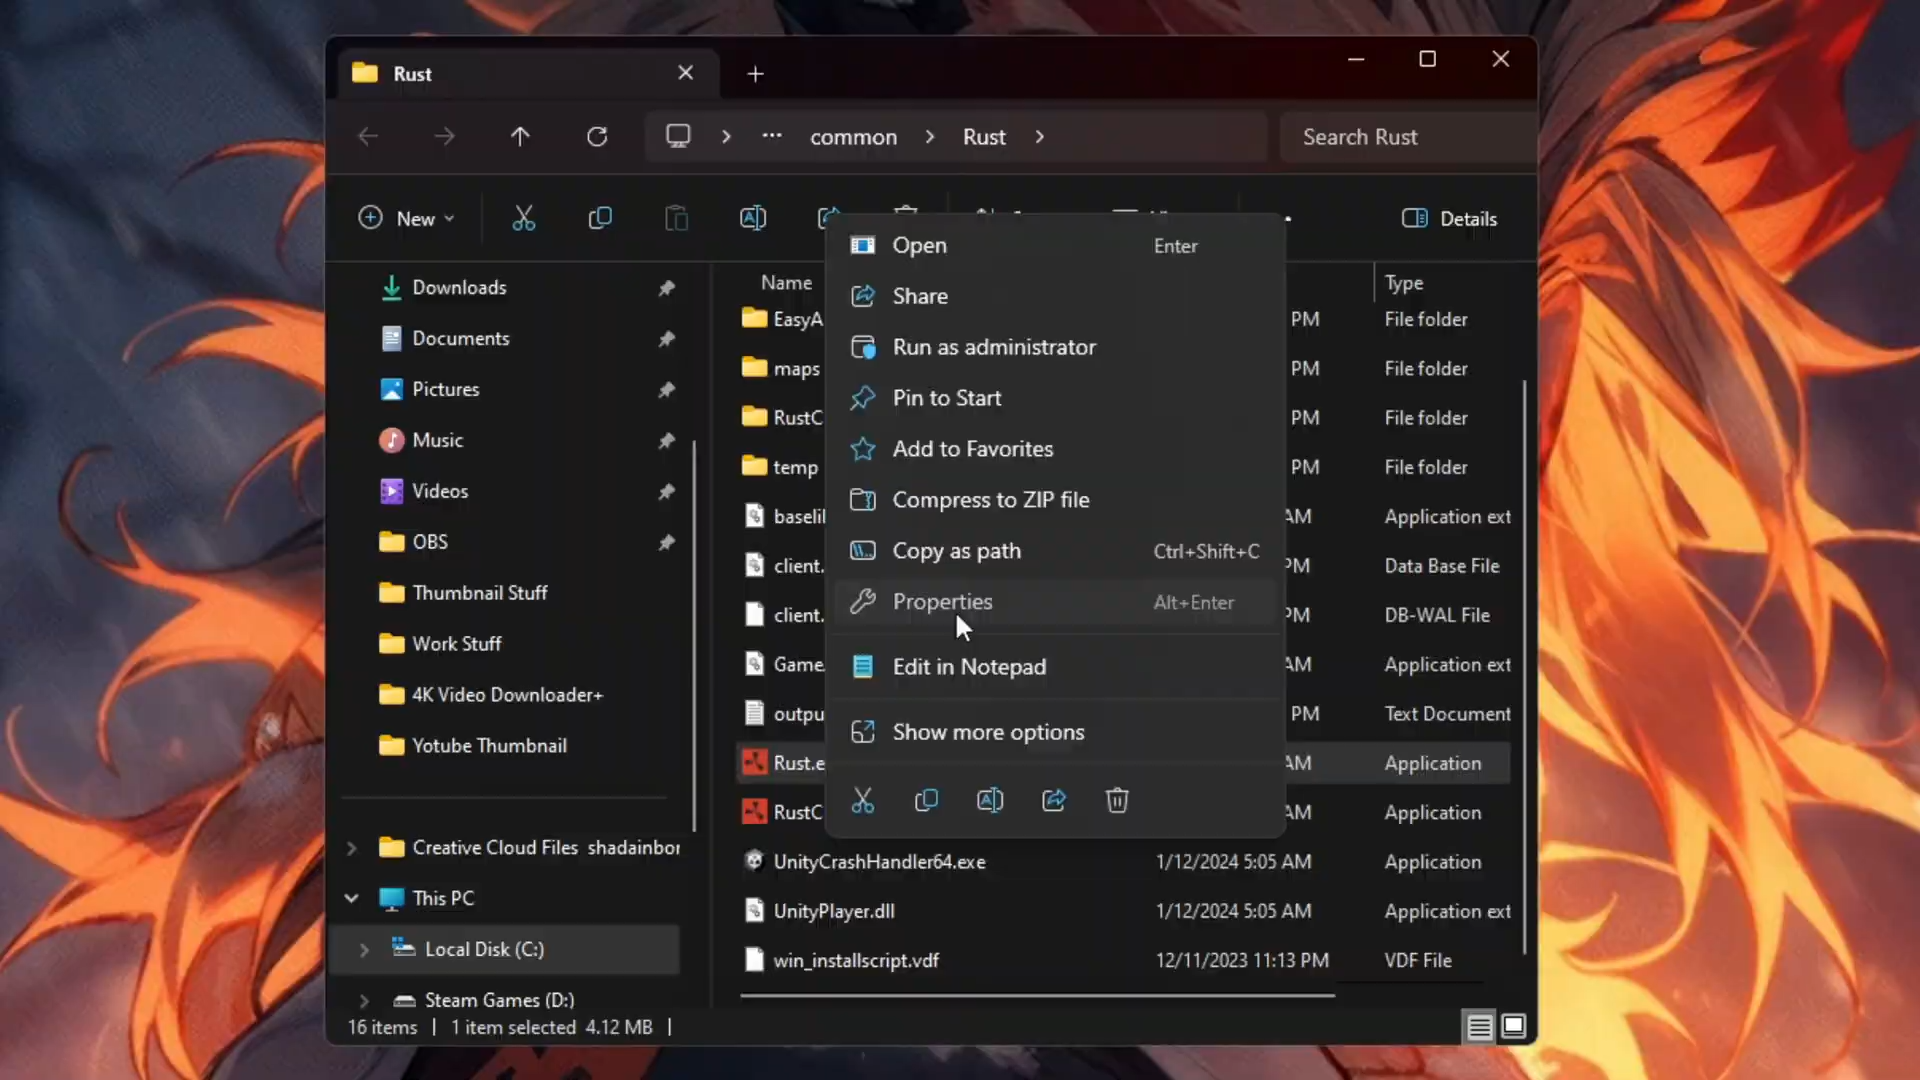 Rust
common
Rust
Search Rust
New
Details
Name
Type
Downloads
Documents
Pictures
Music
Videos
OBS
Thumbnail Stuff
Work Stuff
4K Video Downloader+
Yotube Thumbnail
Creative Cloud Files shadainbor
This PC
Local Disk (C:)
Steam Games (D:)
EasyA PM File folder
maps PM File folder
RustC PM File folder
temp PM File folder
baselil AM Application ext
client. PM Data Base File
client. PM DB-WAL File
Game AM Application ext
outpu PM Text Document
Rust.e AM Application
RustC AM Application
UnityCrashHandler64.exe 1/12/2024 5:05 AM Application
UnityPlayer.dll 1/12/2024 5:05 AM Application ext
win_installscript.vdf 12/11/2023 11:13 PM VDF File
Open Enter
Share
Run as administrator
Pin to Start
Add to Favorites
Compress to ZIP file
Copy as path Ctrl+Shift+C
Properties Alt+Enter
Edit in Notepad
Show more options
16 items 1 item selected 4.12 MB